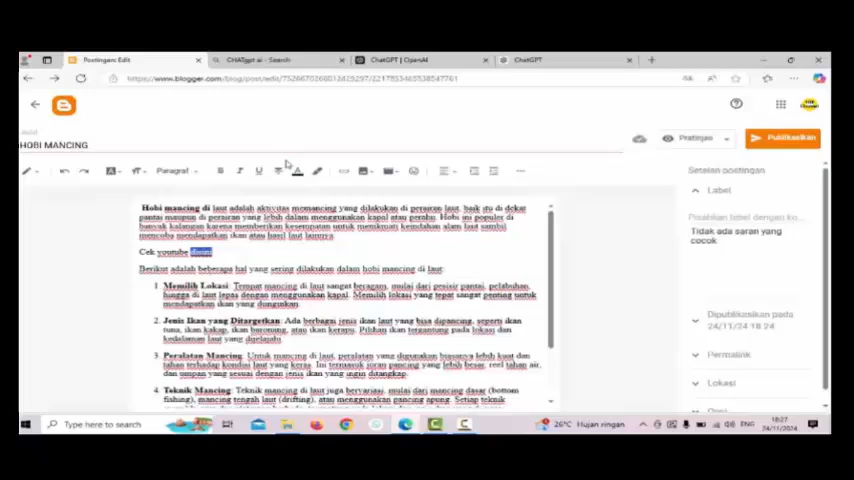 Postingan: Edit
CHATgpt ai - Search
ChatGPT | OpenAI
ChatGPT
HOBI MANCING
Pratinjau
Publikasikan
Paragraf
Setelan postingan
Label
Pisahkan label dengan ko...
Tidak ada saran yang
cocok
Dipublikasikan pada
24/11/24 18.24
Permalink
Lokasi
Opsi
Hobi mancing di laut adalah aktivitas memancing yang dilakukan di perairan laut, baik itu di dekat
pantai maupun di perairan yang lebih dalam menggunakan kapal atau perahu. Hobi ini populer di
banyak kalangan karena memberikan kesempatan untuk menikmati keindahan alam laut sambil
mencoba mendapatkan ikan atau hasil laut lainnya.
Cek youtube disini
Berikut adalah beberapa hal yang sering dilakukan dalam hobi mancing di laut:
1. Memilih Lokasi: Tempat mancing di laut sangat beragam, mulai dari pesisir pantai, pelabuhan,
hingga di laut lepas dengan menggunakan kapal. Memilih lokasi yang tepat sangat penting untuk
mendapatkan ikan yang diinginkan.
2. Jenis Ikan yang Ditargetkan: Ada berbagai jenis ikan laut yang bisa dipancing, seperti ikan
tuna, ikan kakap, ikan baronang, atau ikan kerapu. Pilihan ikan tergantung pada lokasi dan
kedalaman laut yang dijelajahi.
3. Peralatan Mancing: Untuk mancing di laut, peralatan yang digunakan biasanya lebih kuat dan
tahan terhadap kondisi laut yang keras. Ini termasuk joran pancing yang lebih besar, reel tahan air,
dan umpan yang sesuai dengan jenis ikan yang ingin ditangkap.
4. Teknik Mancing: Teknik mancing di laut juga bervariasi, mulai dari mancing dasar (bottom
fishing), mancing tengah laut (drifting), atau menggunakan pancing apung. Setiap teknik
Type here to search
26°C Hujan ringan
ENG
18:27
24/11/2024